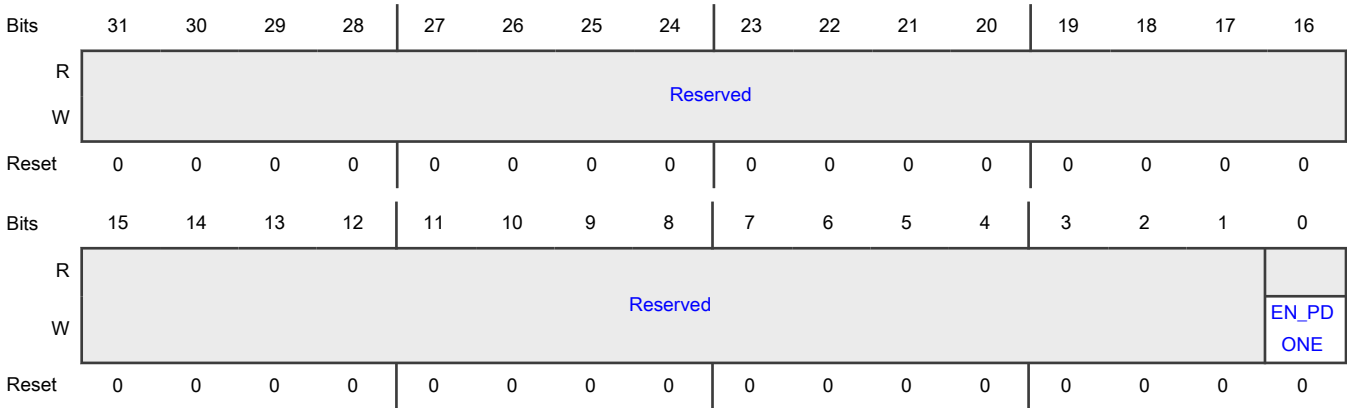 Bits 31 30 29 28 27 26 25 24 23 22 21 20 19 18 17 16
R
Reserved
W
Reset 0 0 0 0 0 0 0 0 0 0 0 0 0 0 0 0
Bits 15 14 13 12 11 10 9 8 7 6 5 4 3 2 1 0
R
Reserved
W
EN_PD
ONE
Reset 0 0 0 0 0 0 0 0 0 0 0 0 0 0 0 0